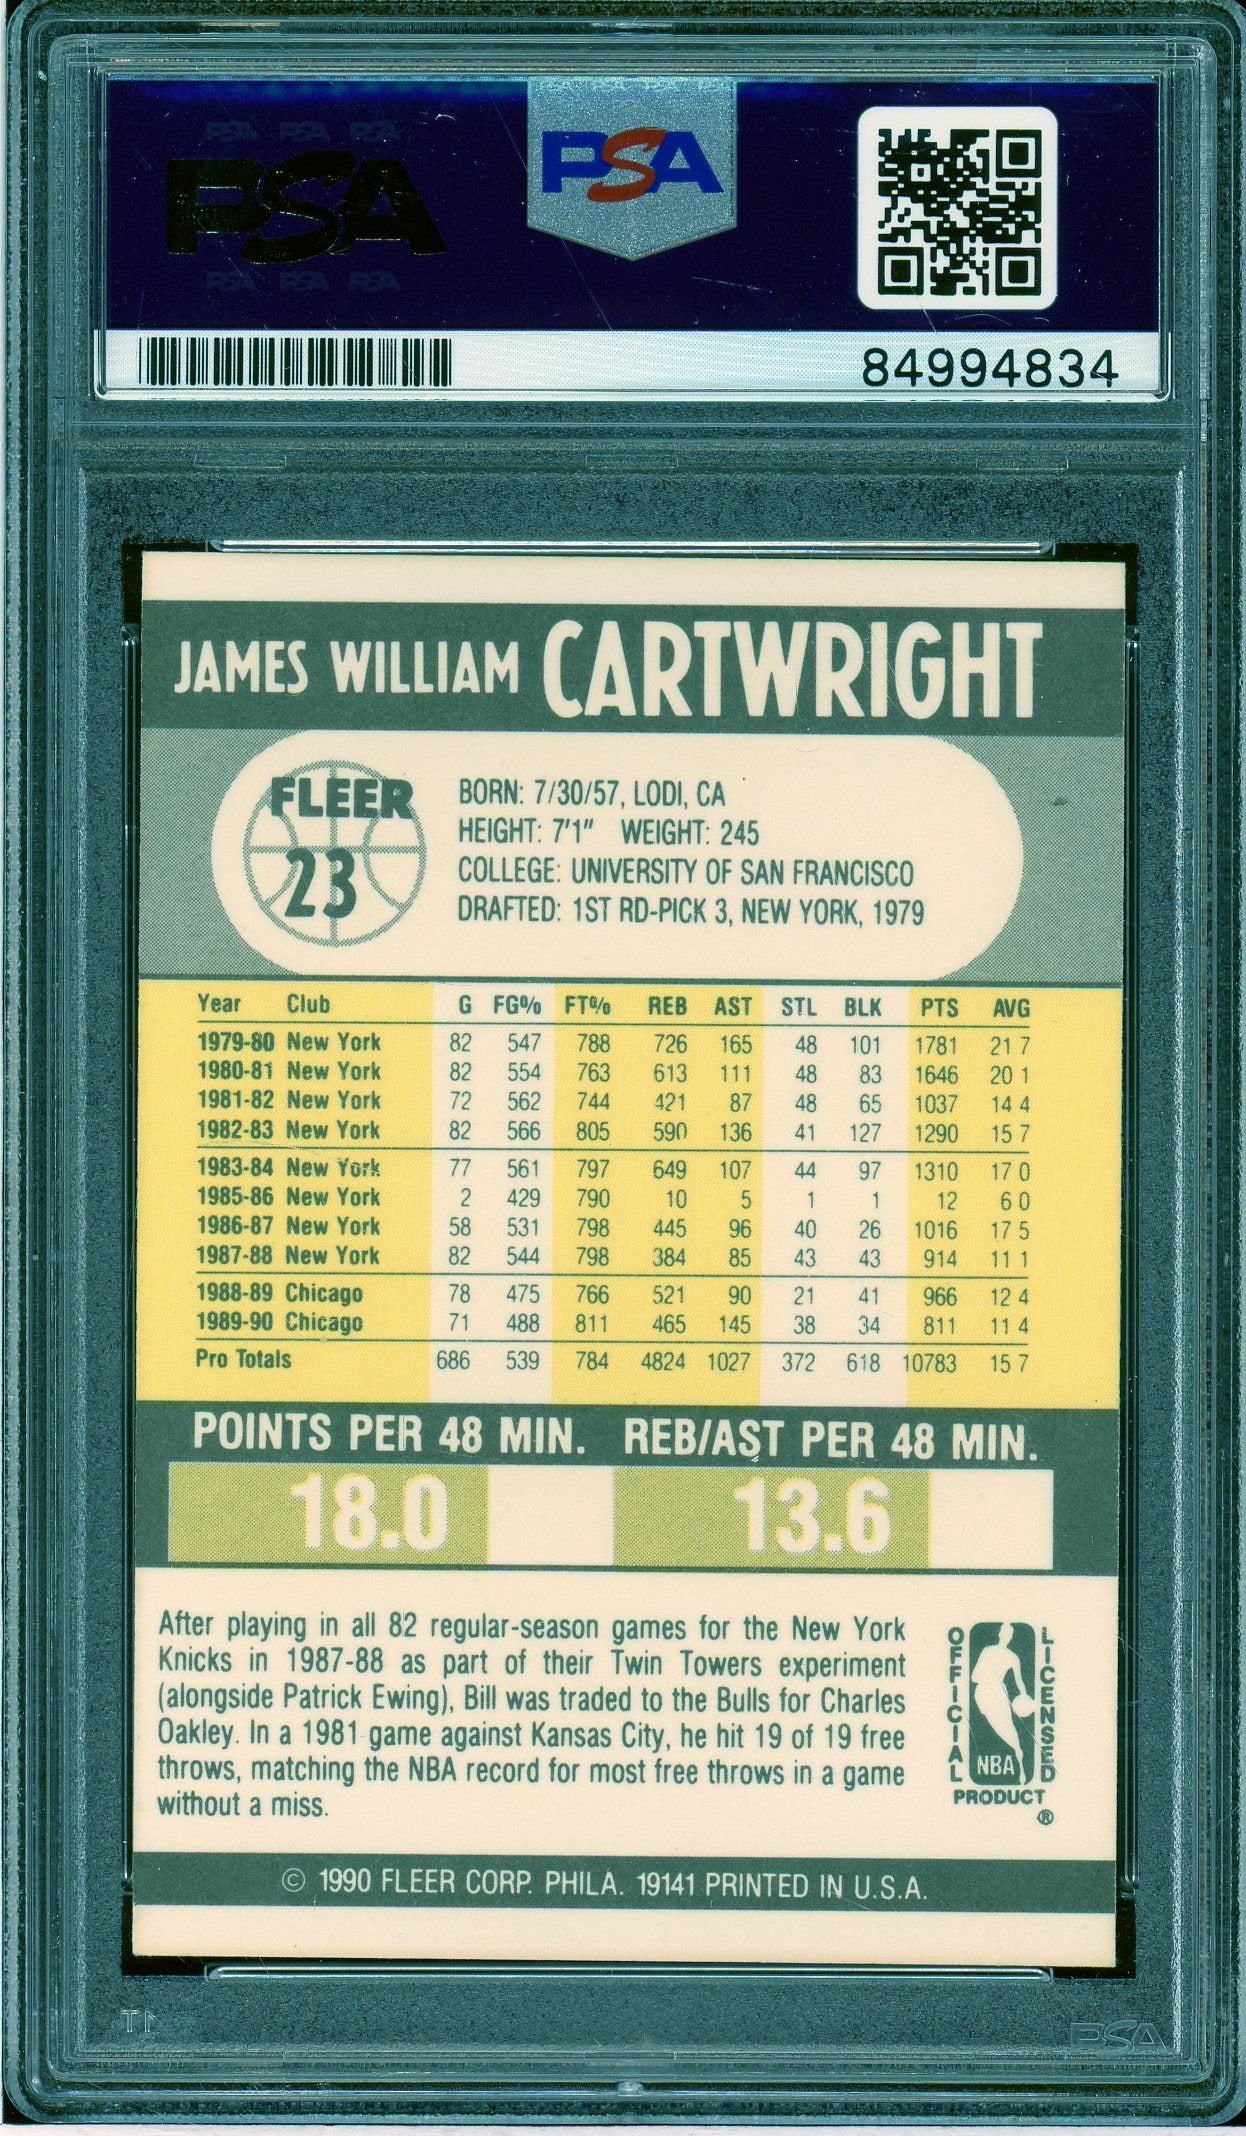 PSA PSA PSA
PSA
PSA PSA PSA
PSA
84994834
JAMES WILLIAM CARTWRIGHT
FLEER
23
BORN: 7/30/57, LODI, CA
HEIGHT: 7'1" WEIGHT: 245
COLLEGE: UNIVERSITY OF SAN FRANCISCO
DRAFTED: 1ST RD-PICK 3, NEW YORK, 1979
Year Club G FG% FT% REB AST STL BLK PTS AVG
1979-80 New York 82 547 788 726 165 48 101 1781 21 7
1980-81 New York 82 554 763 613 111 48 83 1646 20 1
1981-82 New York 72 562 744 421 87 48 65 1037 14 4
1982-83 New York 82 566 805 590 136 41 127 1290 15 7
1983-84 New York 77 561 797 649 107 44 97 1310 17 0
1985-86 New York 2 429 790 10 5 1 1 12 6 0
1986-87 New York 58 531 798 445 96 40 26 1016 17 5
1987-88 New York 82 544 798 384 85 43 43 914 11 1
1988-89 Chicago 78 475 766 521 90 21 41 966 12 4
1989-90 Chicago 71 488 811 465 145 38 34 811 11 4
Pro Totals 686 539 784 4824 1027 372 618 10783 15 7
POINTS PER 48 MIN. REB/AST PER 48 MIN.
18.0 13.6
After playing in all 82 regular-season games for the New York
Knicks in 1987-88 as part of their Twin Towers experiment
(alongside Patrick Ewing), Bill was traded to the Bulls for Charles
Oakley. In a 1981 game against Kansas City, he hit 19 of 19 free
throws, matching the NBA record for most free throws in a game
without a miss.
OFFICIAL
LICENSED
NBA
PRODUCT
®
© 1990 FLEER CORP. PHILA. 19141 PRINTED IN U.S.A.
PSA